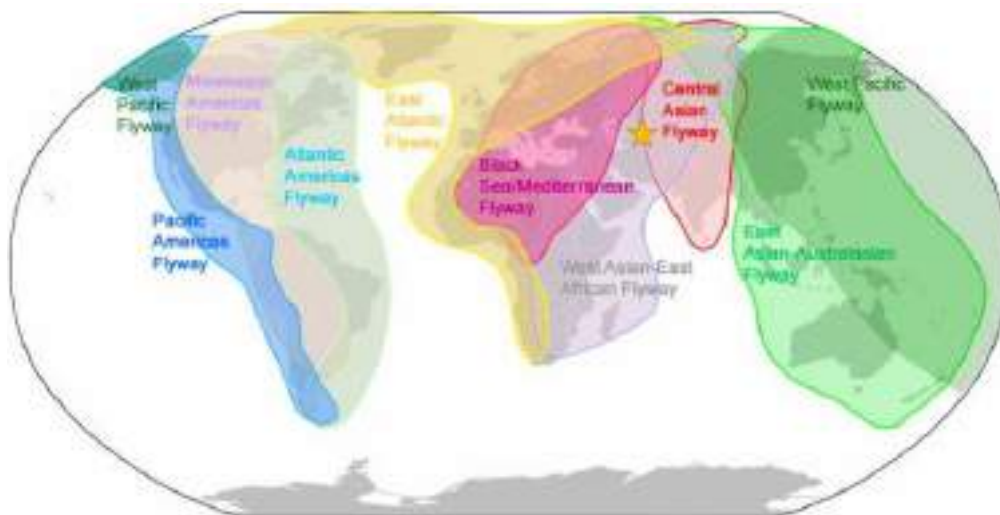 West
Pacific
Flyway
Mississippi
Americas
Flyway
Atlantic
Americas
Flyway
Pacific
Americas
Flyway
East
Atlantic
Flyway
Black
Sea/Mediterranean
Flyway
West Asian-East
African Flyway
Central
Asian
Flyway
West Pacific
Flyway
East
Asian-Australasian
Flyway